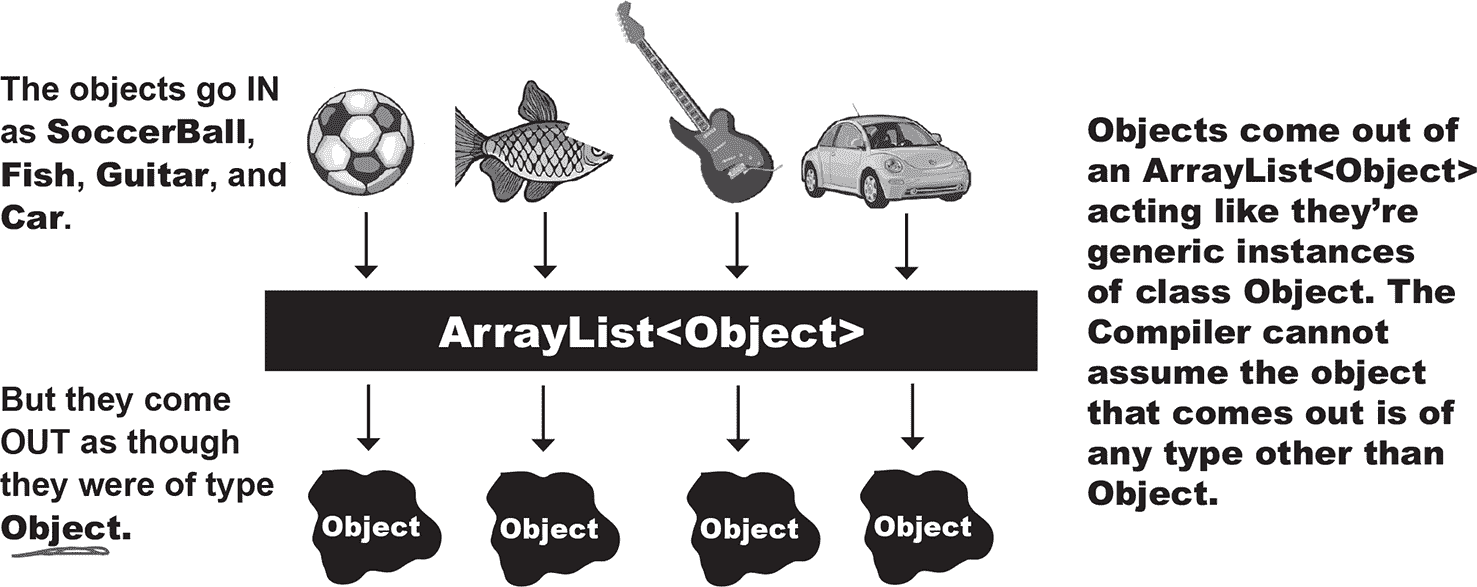 The objects go IN
as SoccerBall,
Fish, Guitar, and
Car.
ArrayList<Object>
But they come
OUT as though
they were of type
Object.
Object
Object
Object
Object
Objects come out of
an ArrayList<Object>
acting like they’re
generic instances
of class Object. The
Compiler cannot
assume the object
that comes out is of
any type other than
Object.